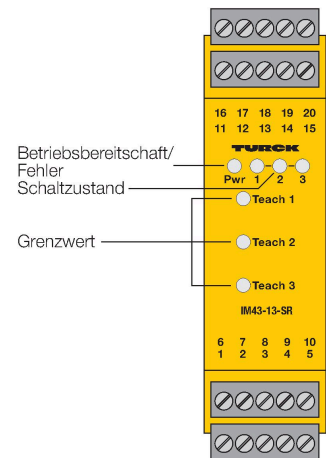 16 17 18 19 20
11 12 13 14 15
TURCK
Betriebsbereitschaft/
Fehler
Schaltzustand
Pwr 1 2 3
Teach 1
Grenzwert
Teach 2
Teach 3
IM43-13-SR
6 7 8 9 10
1 2 3 4 5